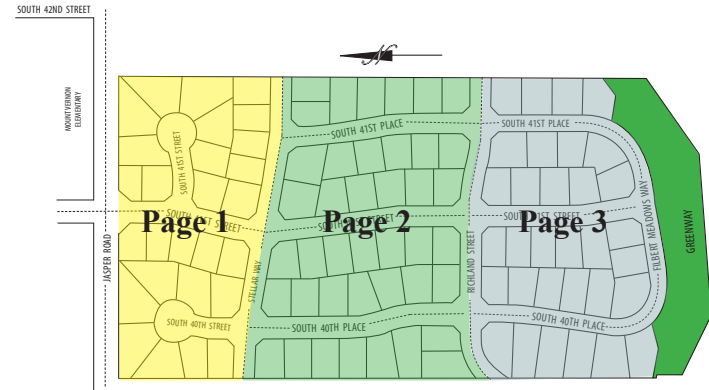 SOUTH 42ND STREET
MOUNT VERNON
ELEMENTARY
JASPER ROAD
N
SOUTH 41ST STREET
SOUTH 41ST PLACE
SOUTH 41ST PLACE
Page 1
Page 2
Page 3
STELLAR WAY
RICHLAND STREET
FILBERT MEADOWS WAY
GREENWAY
SOUTH 40TH STREET
SOUTH 40TH PLACE
SOUTH 40TH PLACE